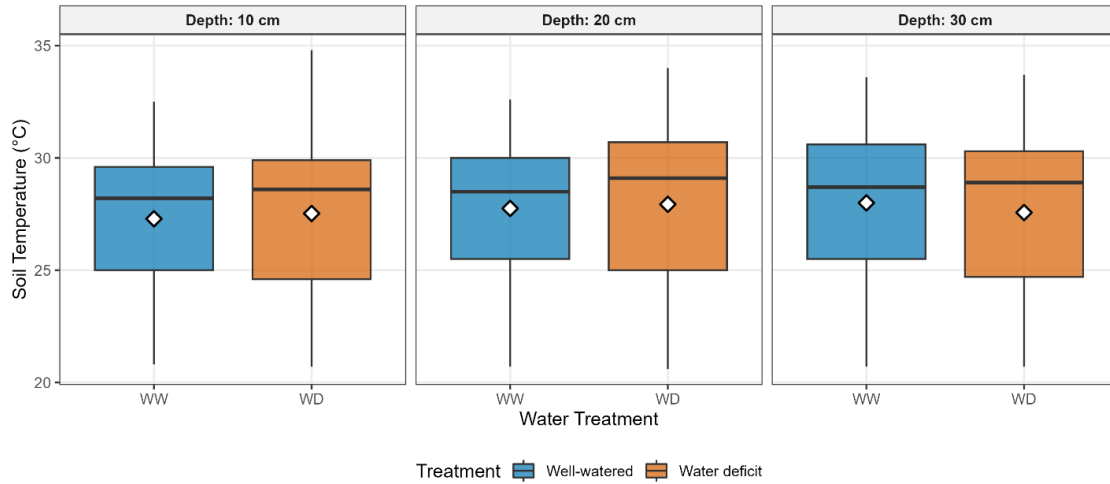 Depth: 10 cm
Depth: 20 cm
Depth: 30 cm
35
30
25
20
Soil Temperature (°C)
WW
WD
WW
WD
WW
WD
Water Treatment
Treatment
Well-watered
Water deficit